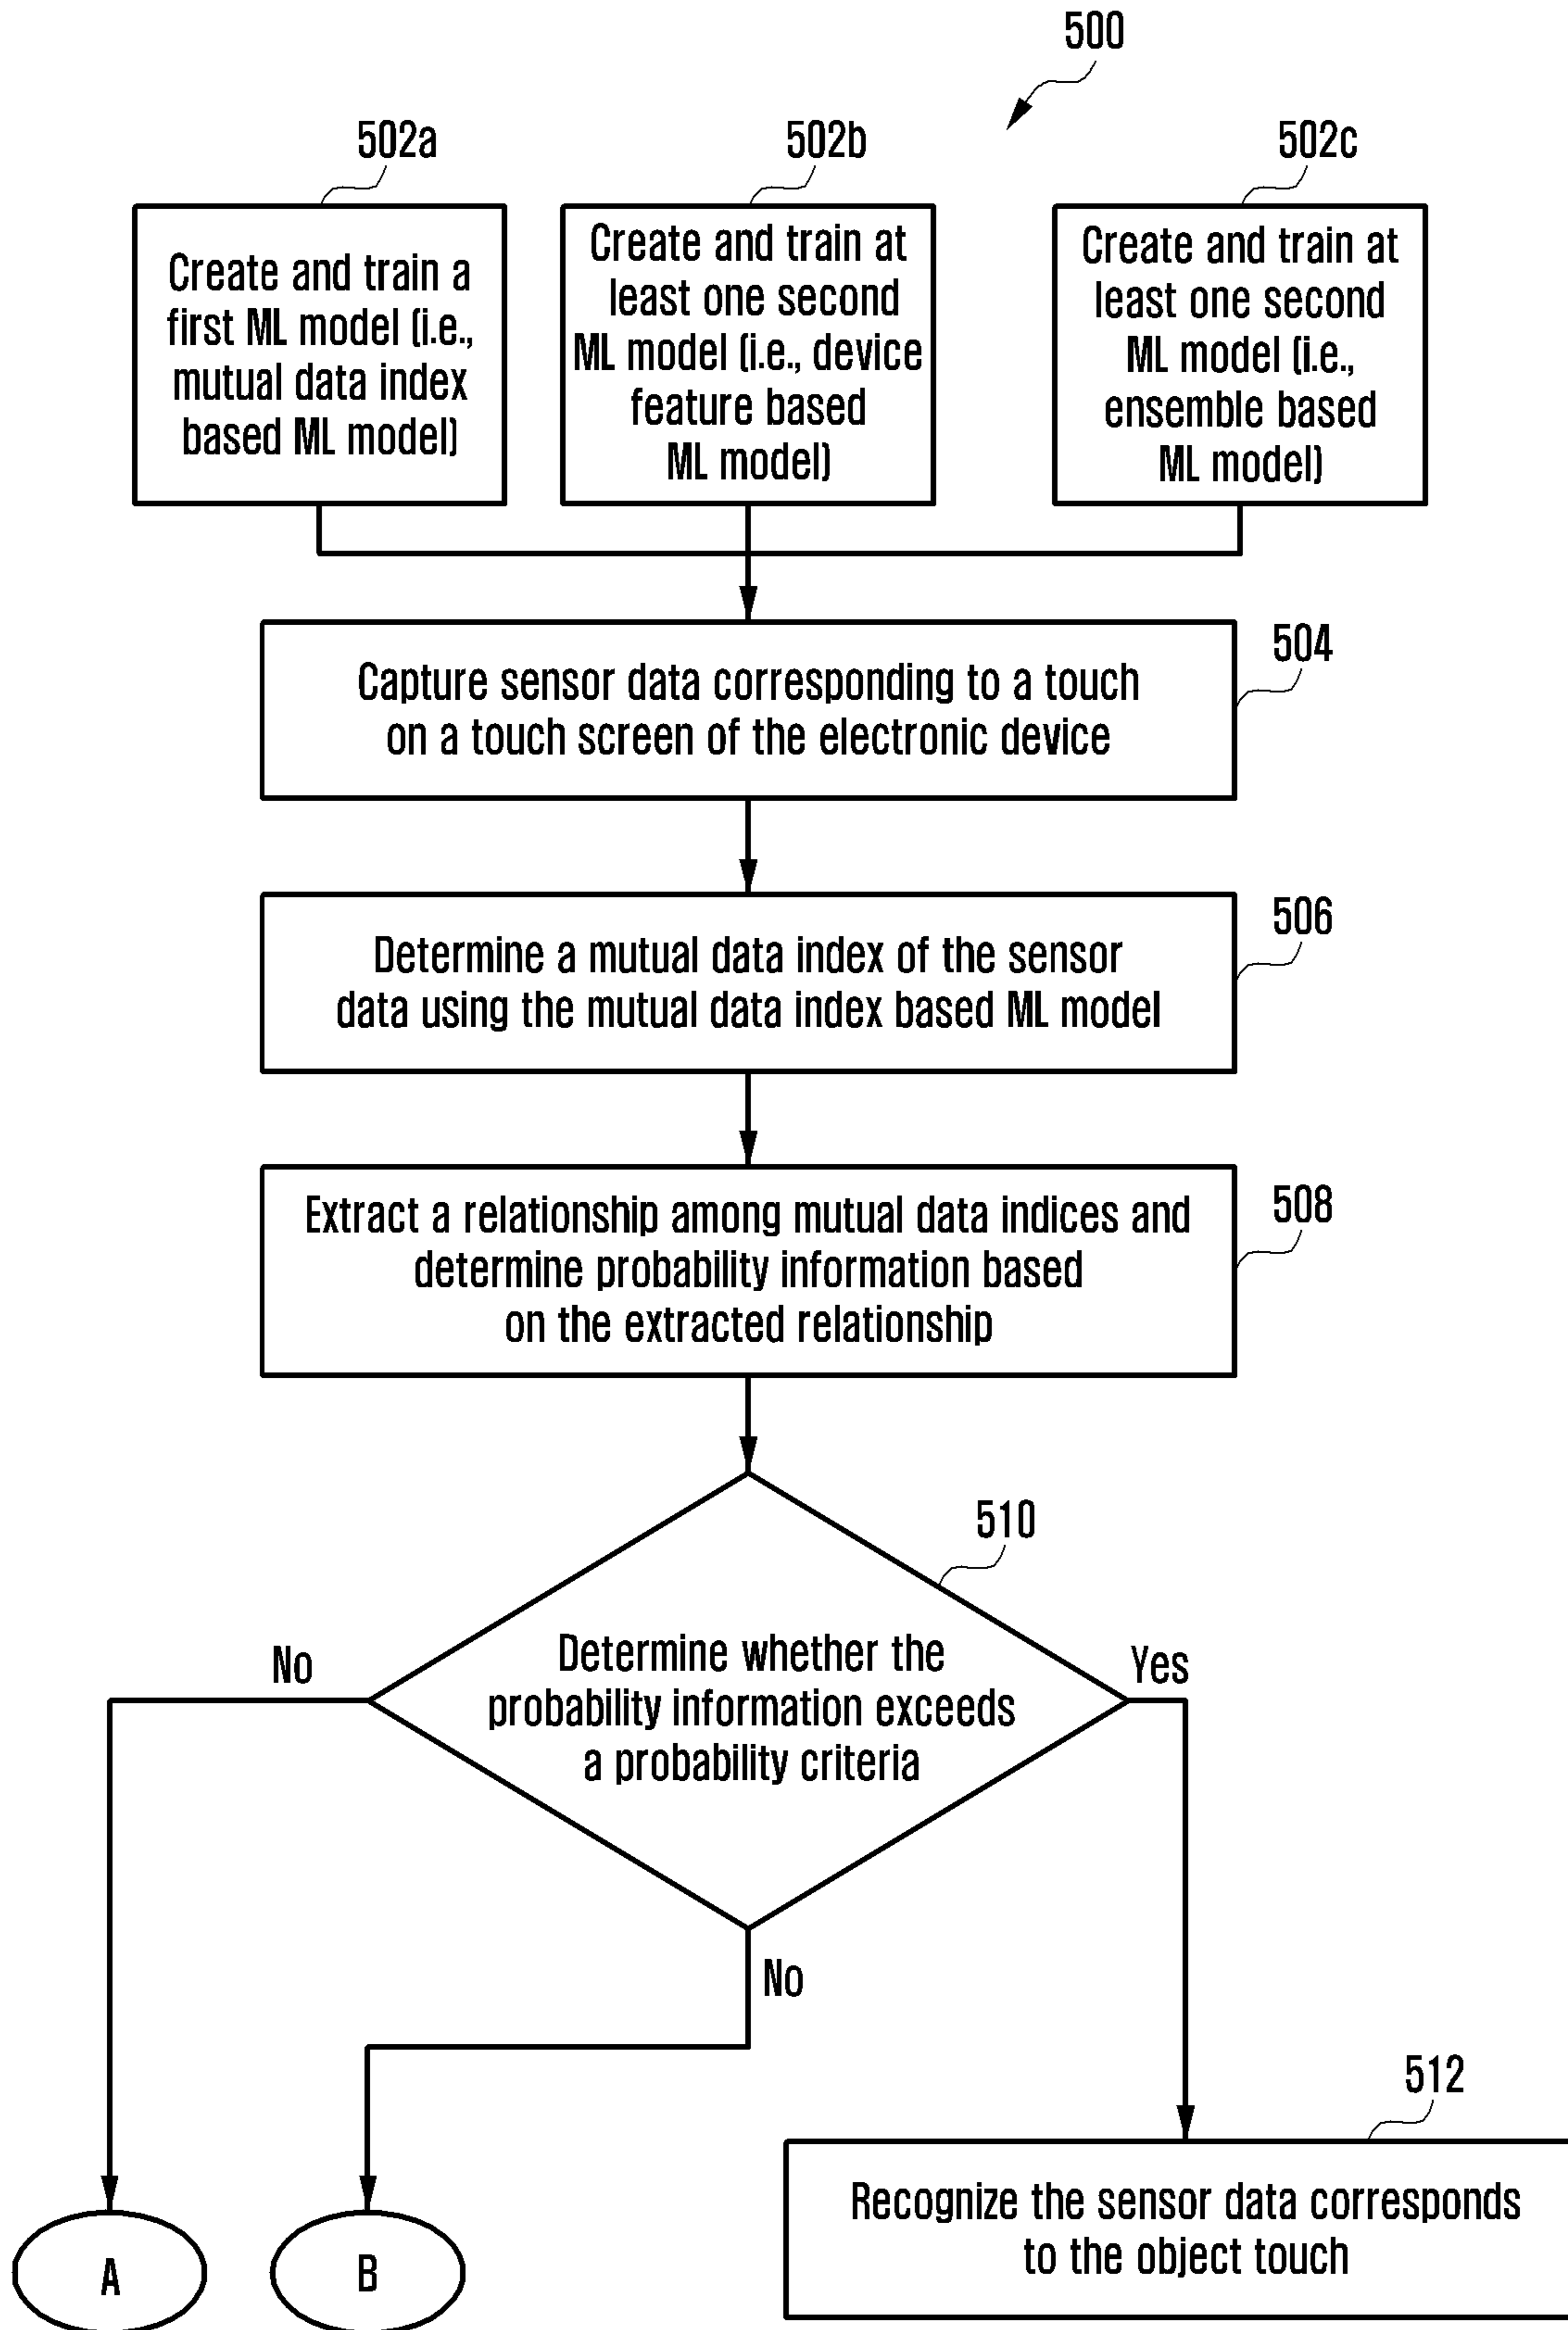 500
502a
502b
502c
Create and train a
first ML model (i.e.,
mutual data index
based ML model)
Create and train at
least one second
ML model (i.e., device
feature based
ML model)
Create and train at
least one second
ML model (i.e.,
ensemble based
ML model)
504
Capture sensor data corresponding to a touch
on a touch screen of the electronic device
506
Determine a mutual data index of the sensor
data using the mutual data index based ML model
508
Extract a relationship among mutual data indices and
determine probability information based
on the extracted relationship
510
No
Determine whether the
probability information exceeds
a probability criteria
Yes
No
512
Recognize the sensor data corresponds
to the object touch
A
B